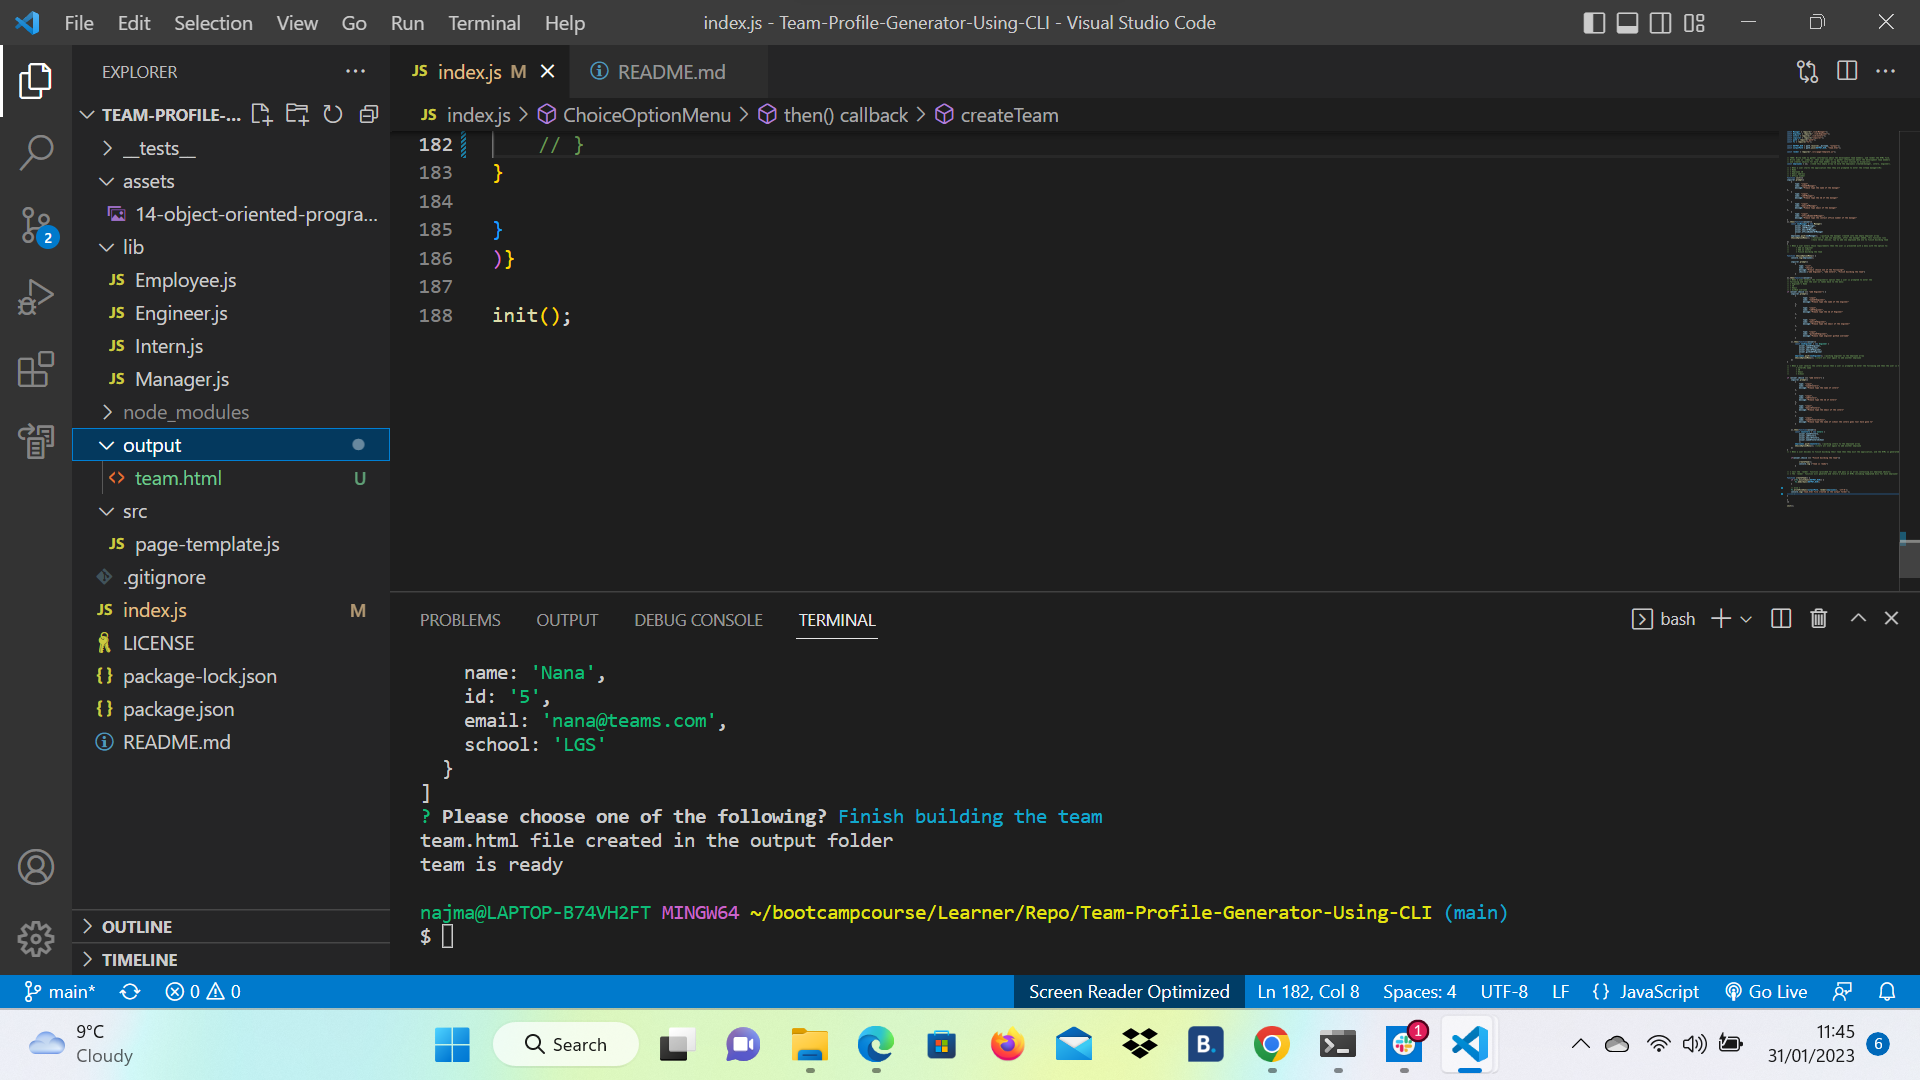 File Edit Selection View Go Run Terminal Help
index.js - Team-Profile-Generator-Using-CLI - Visual Studio Code
EXPLORER
TEAM-PROFILE-...
__tests__
assets
14-object-oriented-progra...
lib
JS Employee.js
JS Engineer.js
JS Intern.js
JS Manager.js
node_modules
output
team.html U
src
JS page-template.js
.gitignore
JS index.js M
LICENSE
{} package-lock.json
{} package.json
README.md
OUTLINE
TIMELINE
2
JS index.js M
README.md
JS index.js > ChoiceOptionMenu > then() callback > createTeam
182 // }
183 }
184
185 }
186 )}
187
188 init();
PROBLEMS OUTPUT DEBUG CONSOLE TERMINAL
bash
name: 'Nana',
id: '5',
email: 'nana@teams.com',
school: 'LGS'
}
]
? Please choose one of the following? Finish building the team
team.html file created in the output folder
team is ready
najma@LAPTOP-B74VH2FT MINGW64 ~/bootcampcourse/Learner/Repo/Team-Profile-Generator-Using-CLI (main)
$
main* 0 0
Screen Reader Optimized Ln 182, Col 8 Spaces: 4 UTF-8 LF {} JavaScript Go Live
9°C
Cloudy
Search
B.
1
11:45
31/01/2023
6